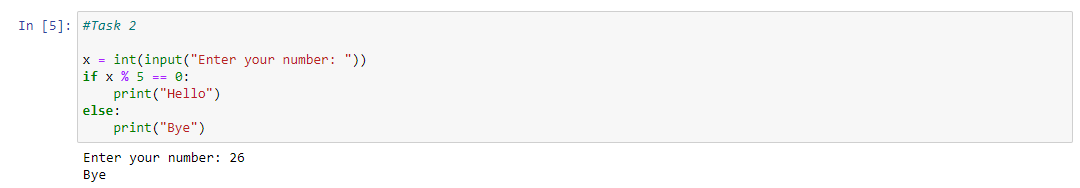 In [5]: #Task 2
x = int(input("Enter your number: "))
if x % 5 == 0:
    print("Hello")
else:
    print("Bye")
Enter your number: 26
Bye